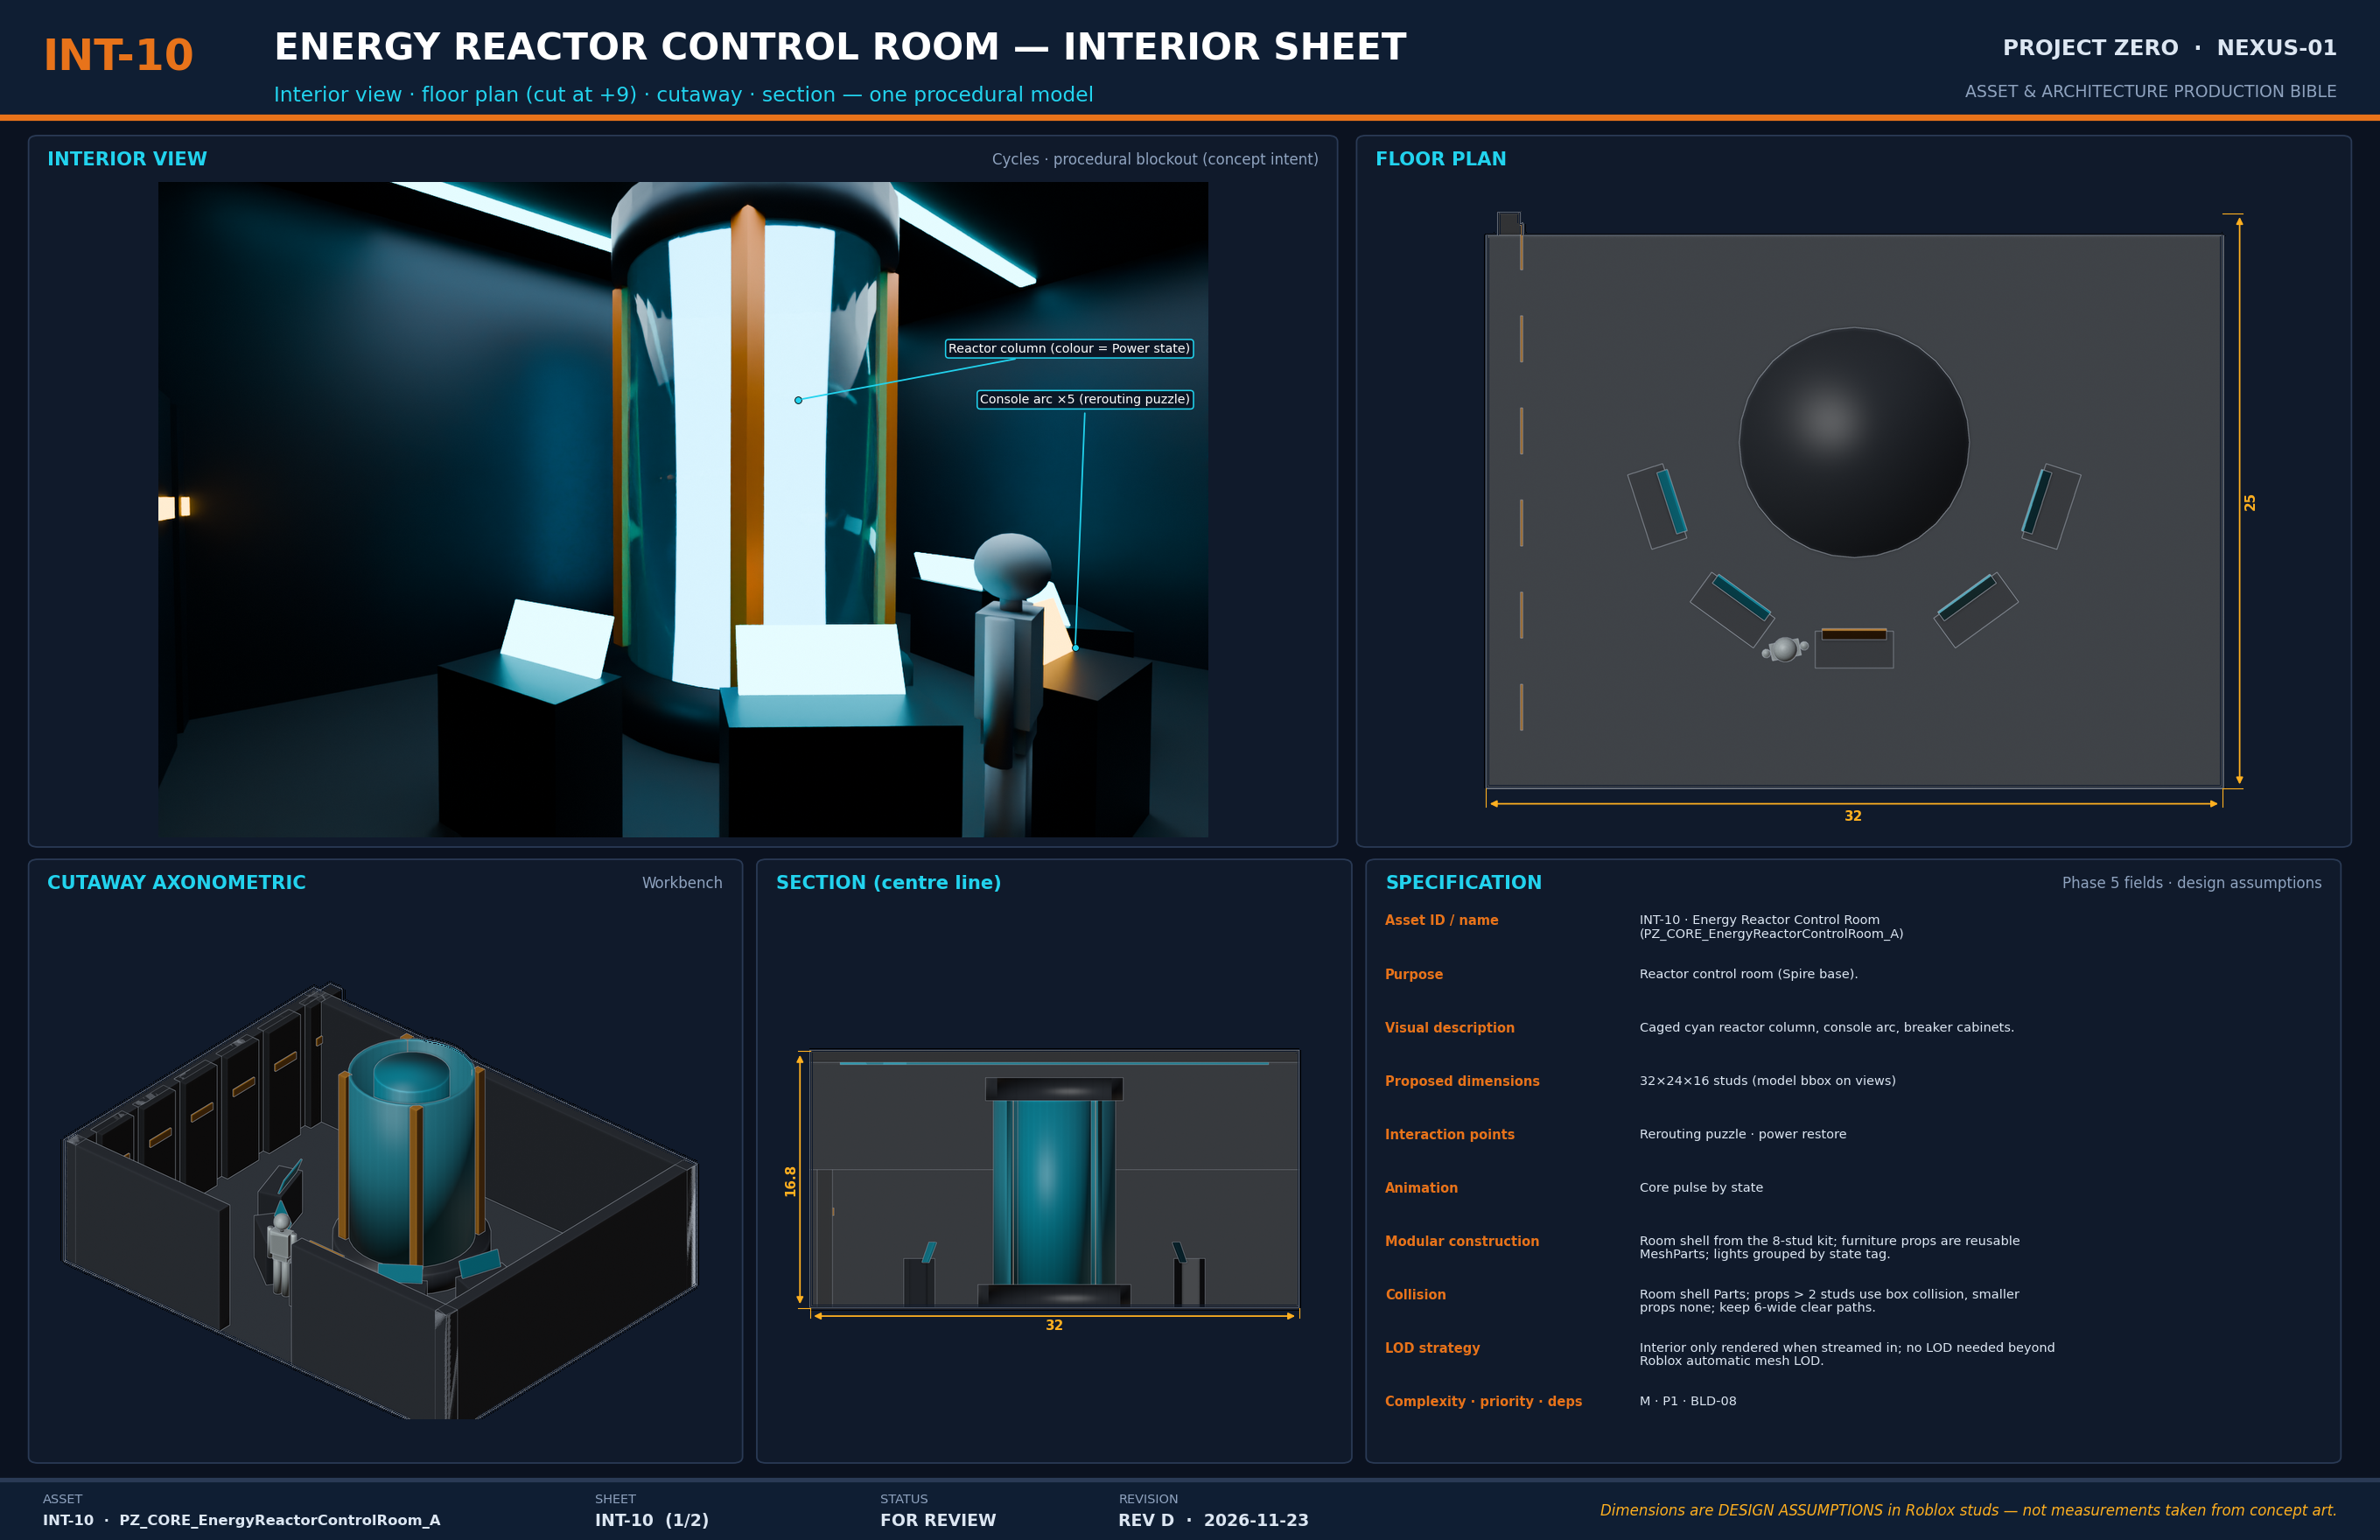 INT-10
ENERGY REACTOR CONTROL ROOM — INTERIOR SHEET
Interior view · floor plan (cut at +9) · cutaway · section — one procedural model
PROJECT ZERO · NEXUS-01
ASSET & ARCHITECTURE PRODUCTION BIBLE
INTERIOR VIEW
Cycles · procedural blockout (concept intent)
Reactor column (colour = Power state)
Console arc ×5 (rerouting puzzle)
FLOOR PLAN
25
32
CUTAWAY AXONOMETRIC
Workbench
SECTION (centre line)
16.8
32
SPECIFICATION
Phase 5 fields · design assumptions
Asset ID / name
INT-10 · Energy Reactor Control Room
(PZ_CORE_EnergyReactorControlRoom_A)
Purpose
Reactor control room (Spire base).
Visual description
Caged cyan reactor column, console arc, breaker cabinets.
Proposed dimensions
32×24×16 studs (model bbox on views)
Interaction points
Rerouting puzzle · power restore
Animation
Core pulse by state
Modular construction
Room shell from the 8-stud kit; furniture props are reusable
MeshParts; lights grouped by state tag.
Collision
Room shell Parts; props > 2 studs use box collision, smaller
props none; keep 6-wide clear paths.
LOD strategy
Interior only rendered when streamed in; no LOD needed beyond
Roblox automatic mesh LOD.
Complexity · priority · deps
M · P1 · BLD-08
ASSET
INT-10 · PZ_CORE_EnergyReactorControlRoom_A
SHEET
INT-10 (1/2)
STATUS
FOR REVIEW
REVISION
REV D · 2026-11-23
Dimensions are DESIGN ASSUMPTIONS in Roblox studs — not measurements taken from concept art.